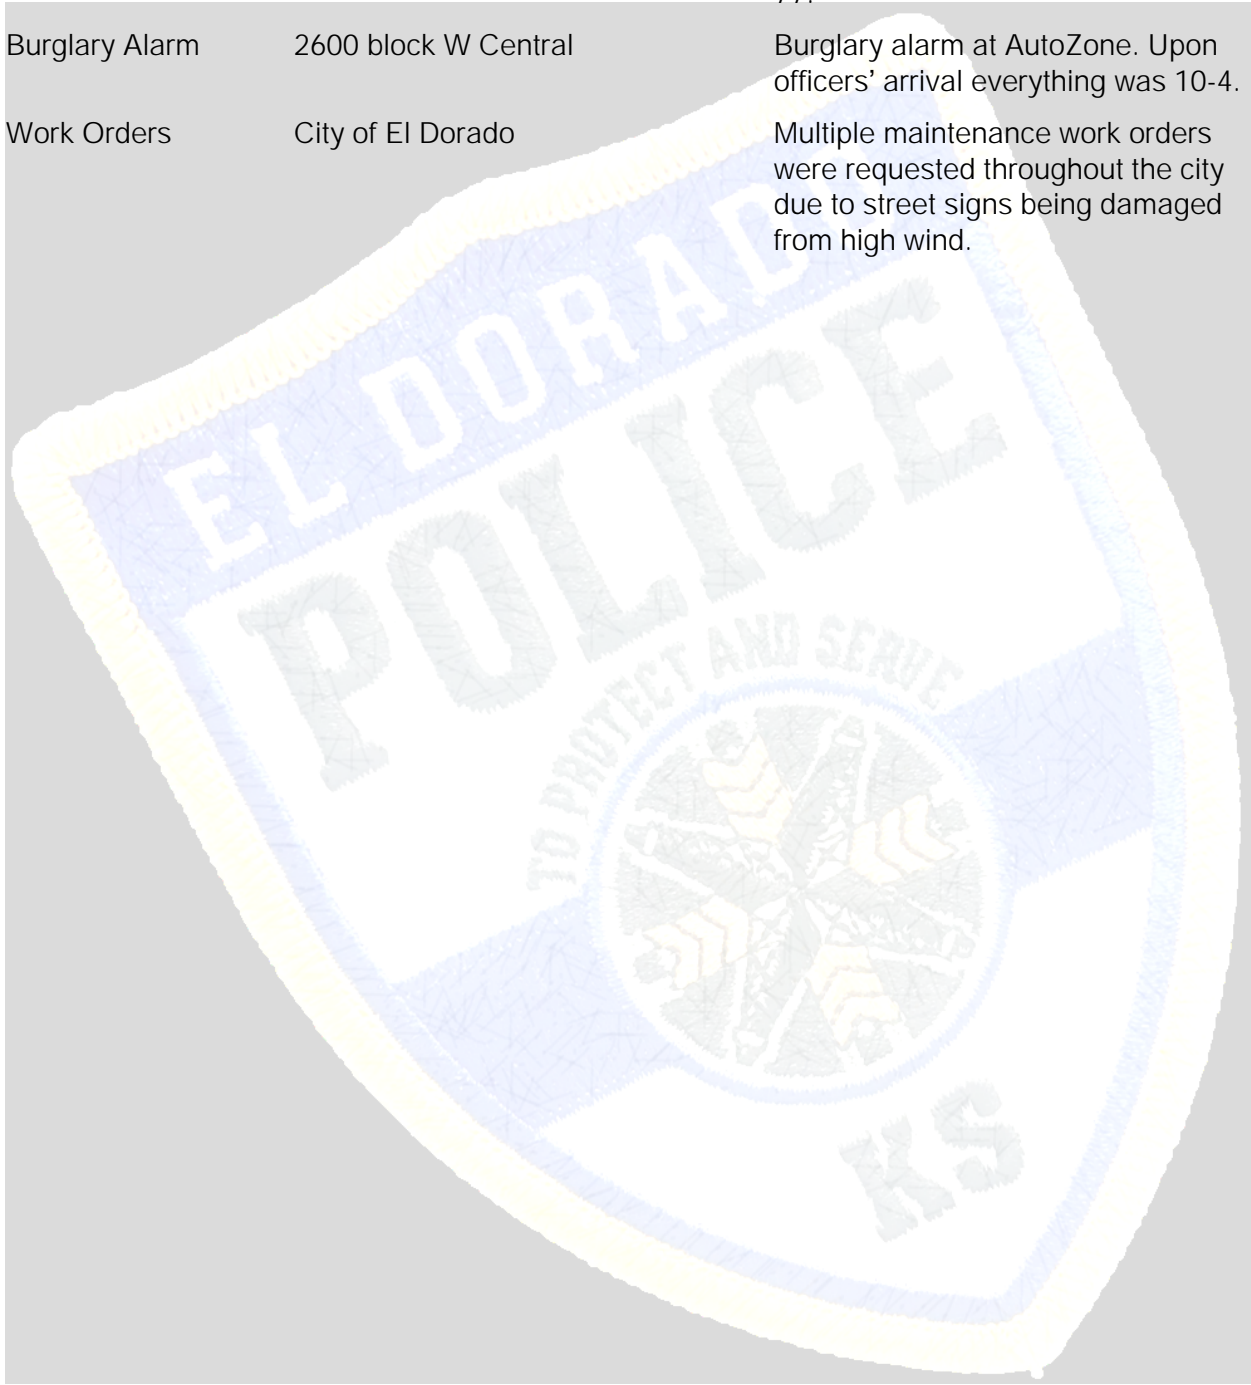 Burglary Alarm 2600 block W Central Burglary alarm at AutoZone. Upon
officers' arrival everything was 10-4.
Work Orders City of El Dorado Multiple maintenance work orders
were requested throughout the city
due to street signs being damaged
from high wind.
EL DORADO
POLICE
TO PROTECT AND SERVE
KS